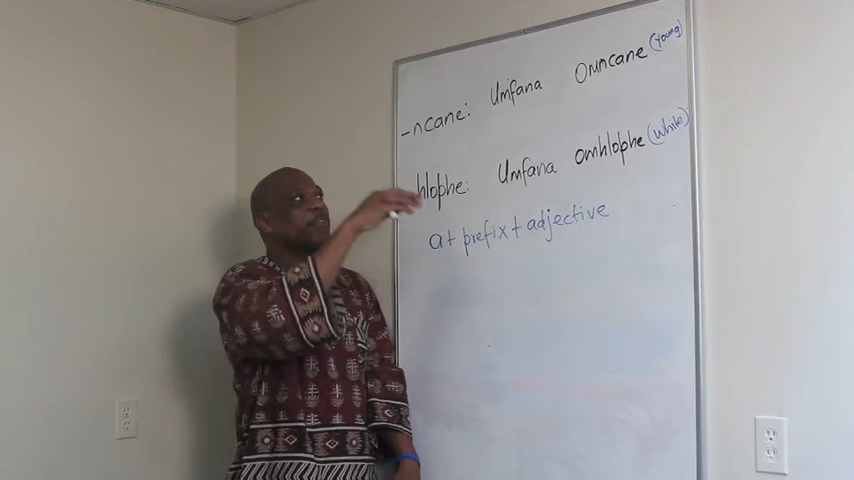 -ncane: Umfana Omncane (young)
hlophe: Umfana omhlophe (white)
a + prefix + adjective